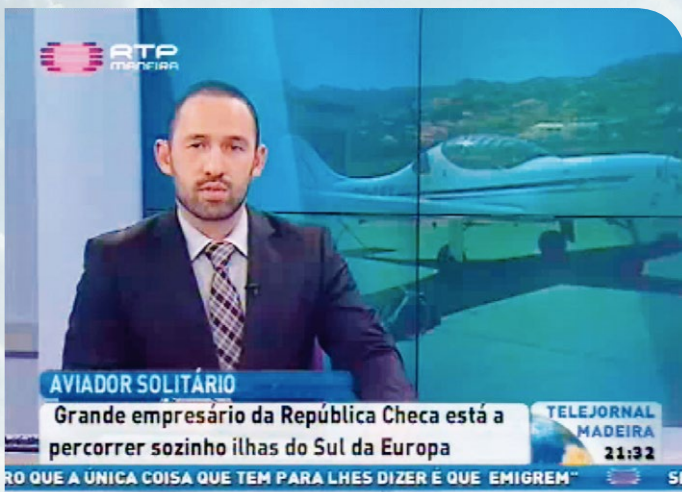 RTP
MADEIRA
AVIADOR SOLITÁRIO
Grande empresário da República Checa está a
percorrer sozinho ilhas do Sul da Europa
TELEJORNAL
MADEIRA
21:32
RO QUE A ÚNICA COISA QUE TEM PARA LHES DIZER É QUE EMIGREM"